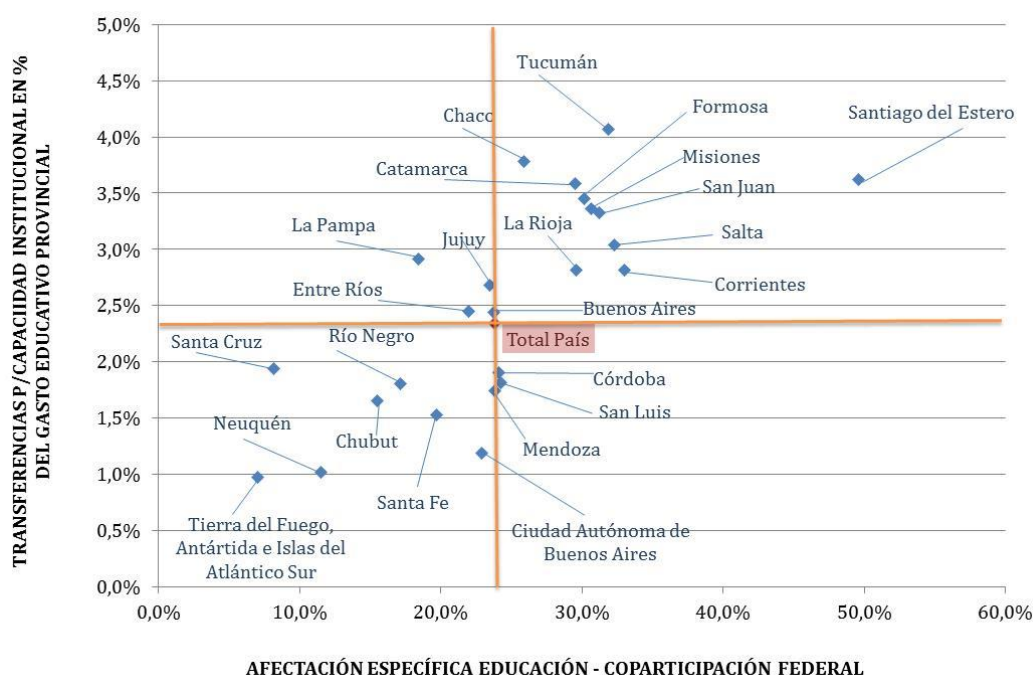 TRANSFERENCIAS P/CAPACIIDAD INSTITUCIONAL EN %
DEL GASTO EDUCATIVO PROVINCIAL
5,0%
4,5%
4,0%
3,5%
3,0%
2,5%
2,0%
1,5%
1,0%
0,5%
0,0%
Tucumán
Formosa
Santiago del Estero
Chaco
Misiones
Catamarca
San Juan
La Rioja
La Pampa
Salta
Jujuy
Corrientes
Entre Ríos
Buenos Aires
Total País
Santa Cruz
Río Negro
Córdoba
San Luis
Neuquén
Chubut
Mendoza
Santa Fe
Tierra del Fuego,
Antártida e Islas del
Atlántico Sur
Ciudad Autónoma de
Buenos Aires
0,0%
10,0%
20,0%
30,0%
40,0%
50,0%
60,0%
AFECTACIÓN ESPECÍFICA EDUCACIÓN - COPARTICIPACIÓN FEDERAL